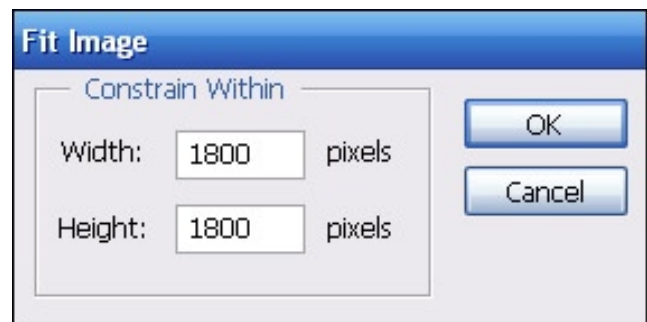 Fit Image
Constrain Within
Width: 1800 pixels
Height: 1800 pixels
OK
Cancel